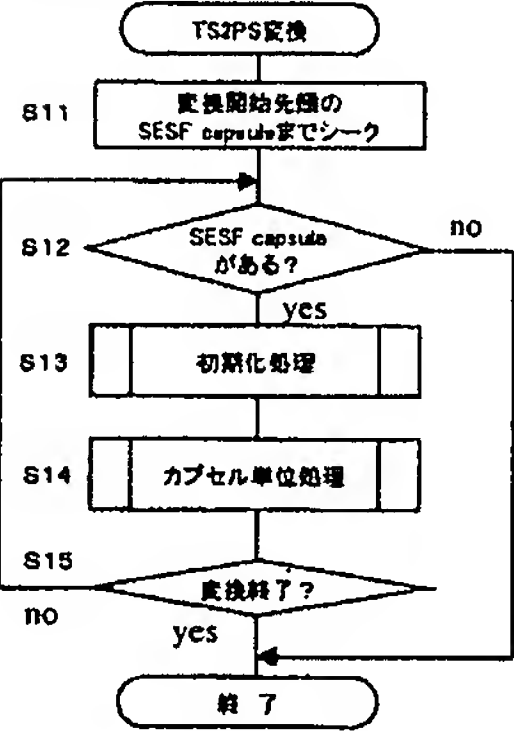 TS2PS変換
S11
変換開始先頭の
SESF capsuleまでシーク
S12
SESF capsule
がある?
no
yes
S13
初期化処理
S14
カプセル単位処理
S15
変換終了?
no
yes
終了